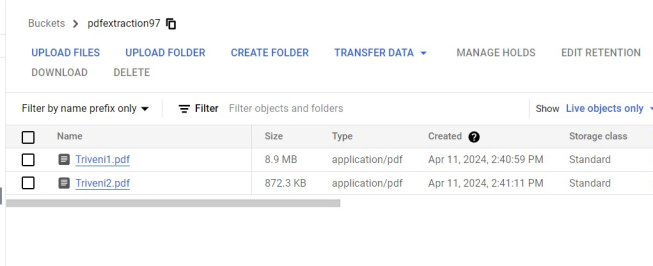 Buckets > pdfextraction97
UPLOAD FILES UPLOAD FOLDER CREATE FOLDER TRANSFER DATA MANAGE HOLDS EDIT RETENTION
DOWNLOAD DELETE
Filter by name prefix only Filter Filter objects and folders Show Live objects only
Name Size Type Created ? Storage class
Triveni1.pdf 8.9 MB application/pdf Apr 11, 2024, 2:40:59 PM Standard
Triveni2.pdf 872.3 KB application/pdf Apr 11, 2024, 2:41:11 PM Standard